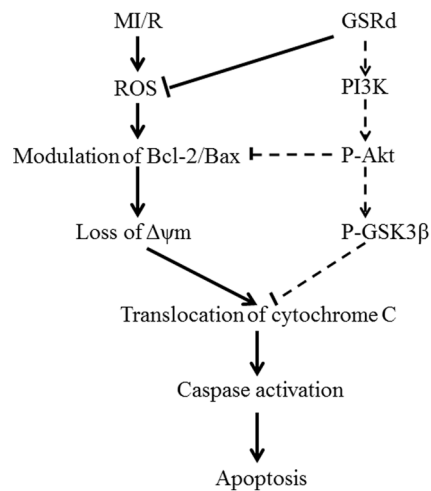 MI/R
GSRd
ROS
PI3K
Modulation of Bcl-2/Bax
P-Akt
Loss of Δψm
P-GSK3β
Translocation of cytochrome C
Caspase activation
Apoptosis